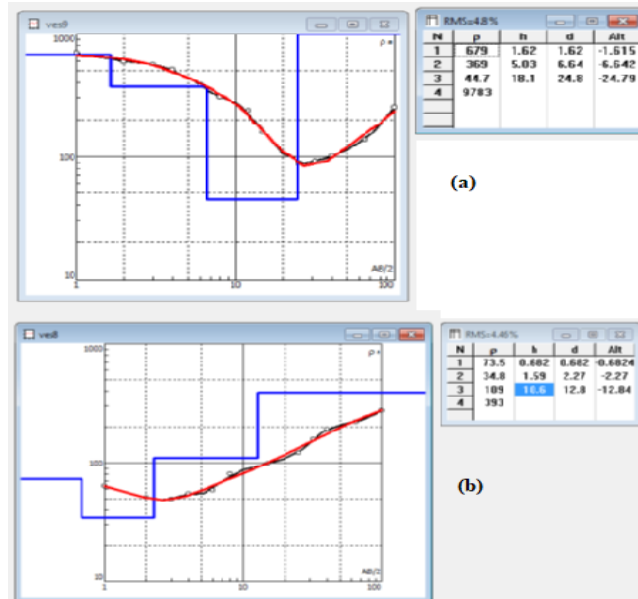 ves9
1000
ρ
100
10
AB/2
1
10
100
RMS=4.8%
N ρ h d Alt
1 679 1.62 1.62 -1.615
2 369 5.03 6.64 -6.642
3 44.7 18.1 24.8 -24.79
4 9783
(a)
ves8
1000
ρ
100
10
AB/2
1
10
100
RMS=4.46%
N ρ h d Alt
1 73.5 0.682 0.682 -0.6824
2 34.8 1.59 2.27 -2.27
3 109 10.6 12.8 -12.84
4 393
(b)